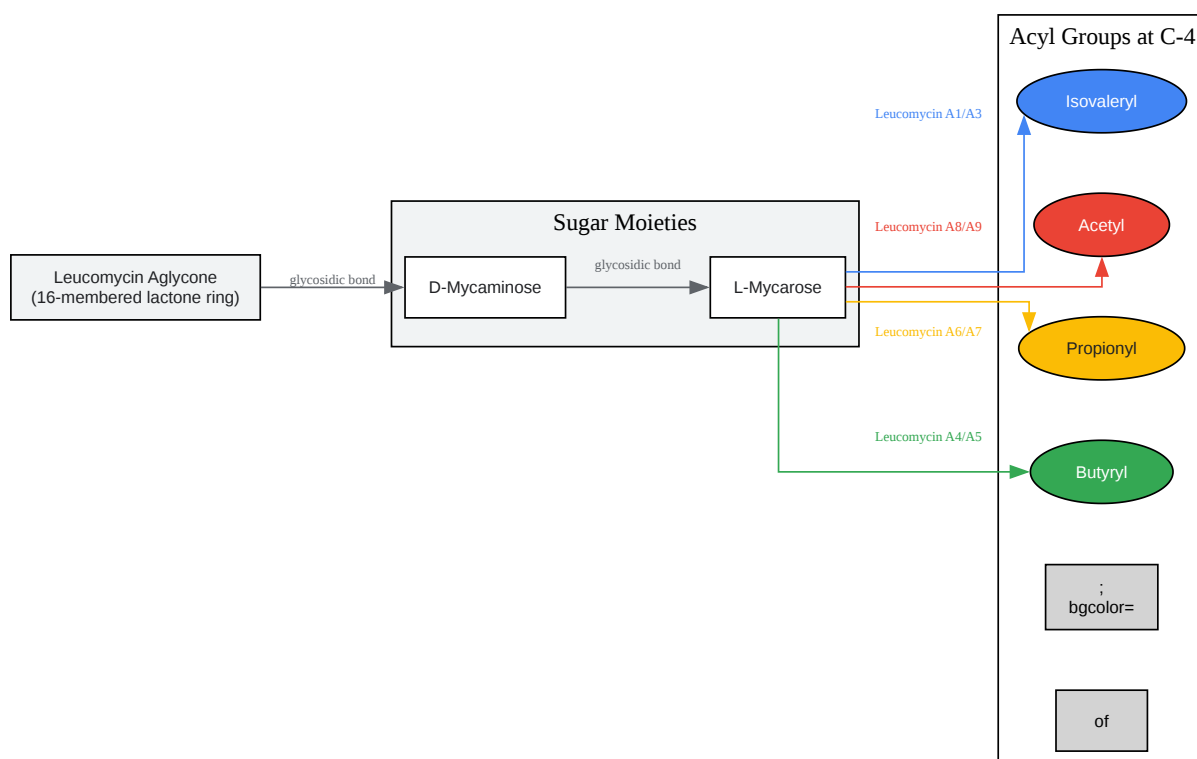 Acyl Groups at C-4
Isovaleryl
Leucomycin A1/A3
Acetyl
Leucomycin A8/A9
Sugar Moieties
Leucomycin Aglycone
(16-membered lactone ring)
glycosidic bond
D-Mycaminose
glycosidic bond
L-Mycarose
Leucomycin A6/A7
Propionyl
Leucomycin A4/A5
Butyryl
;
bgcolor=
of